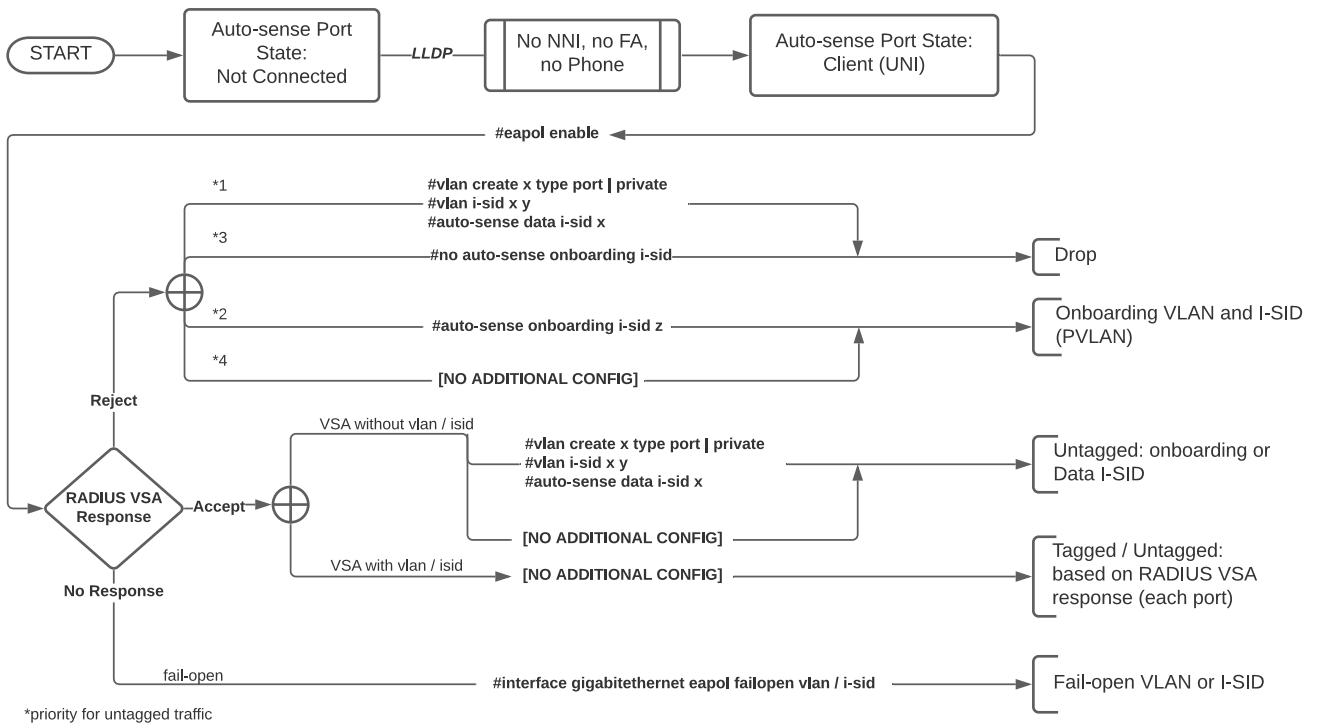 START
Auto-sense Port
State:
Not Connected
LLDP
No NNI, no FA,
no Phone
Auto-sense Port State:
Client (UNI)
#eapol enable
*1
#vlan create x type port | private
#vlan i-sid x y
#auto-sense data i-sid x
*3
#no auto-sense onboarding i-sid
Drop
*2
#auto-sense onboarding i-sid z
Onboarding VLAN and I-SID
(PVLAN)
*4
[NO ADDITIONAL CONFIG]
Reject
VSA without vlan / isid
#vlan create x type port | private
#vlan i-sid x y
#auto-sense data i-sid x
Untagged: onboarding or
Data I-SID
RADIUS VSA
Response
Accept
[NO ADDITIONAL CONFIG]
VSA with vlan / isid
[NO ADDITIONAL CONFIG]
Tagged / Untagged:
based on RADIUS VSA
response (each port)
No Response
fail-open
#interface gigabitethernet eapol failopen vlan / i-sid
Fail-open VLAN or I-SID
*priority for untagged traffic